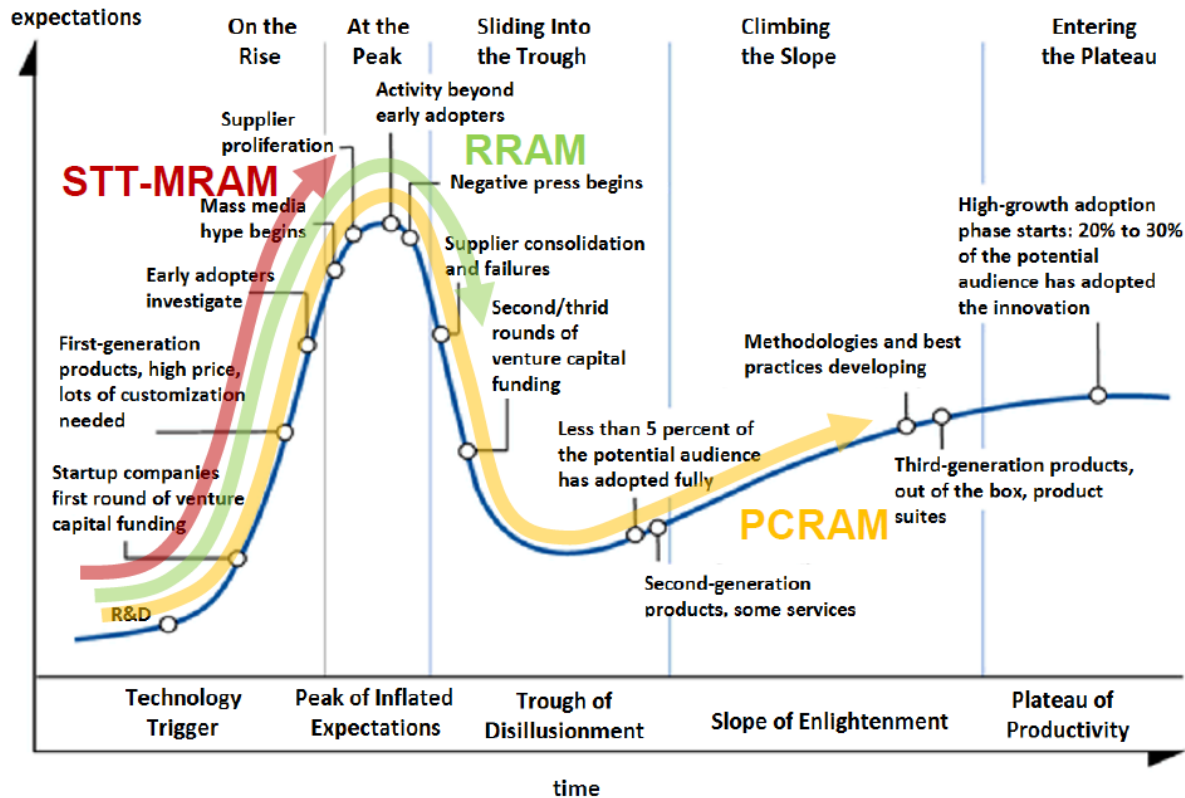 expectations
On the
Rise
At the
Peak
Sliding Into
the Trough
Climbing
the Slope
Entering
the Plateau
Activity beyond
early adopters
Supplier
proliferation
STT-MRAM
RRAM
Negative press begins
Mass media
hype begins
Supplier consolidation
and failures
Early adopters
investigate
Second/thrid
rounds of
venture capital
funding
High-growth adoption
phase starts: 20% to 30%
of the potential
audience has adopted
the innovation
First-generation
products, high price,
lots of customization
needed
Methodologies and best
practices developing
Less than 5 percent of
the potential audience
has adopted fully
Startup companies
first round of venture
capital funding
Third-generation products,
out of the box, product
suites
PCRAM
Second-generation
products, some services
R&D
Technology
Trigger
Peak of Inflated
Expectations
Trough of
Disillusionment
Slope of Enlightenment
Plateau of
Productivity
time